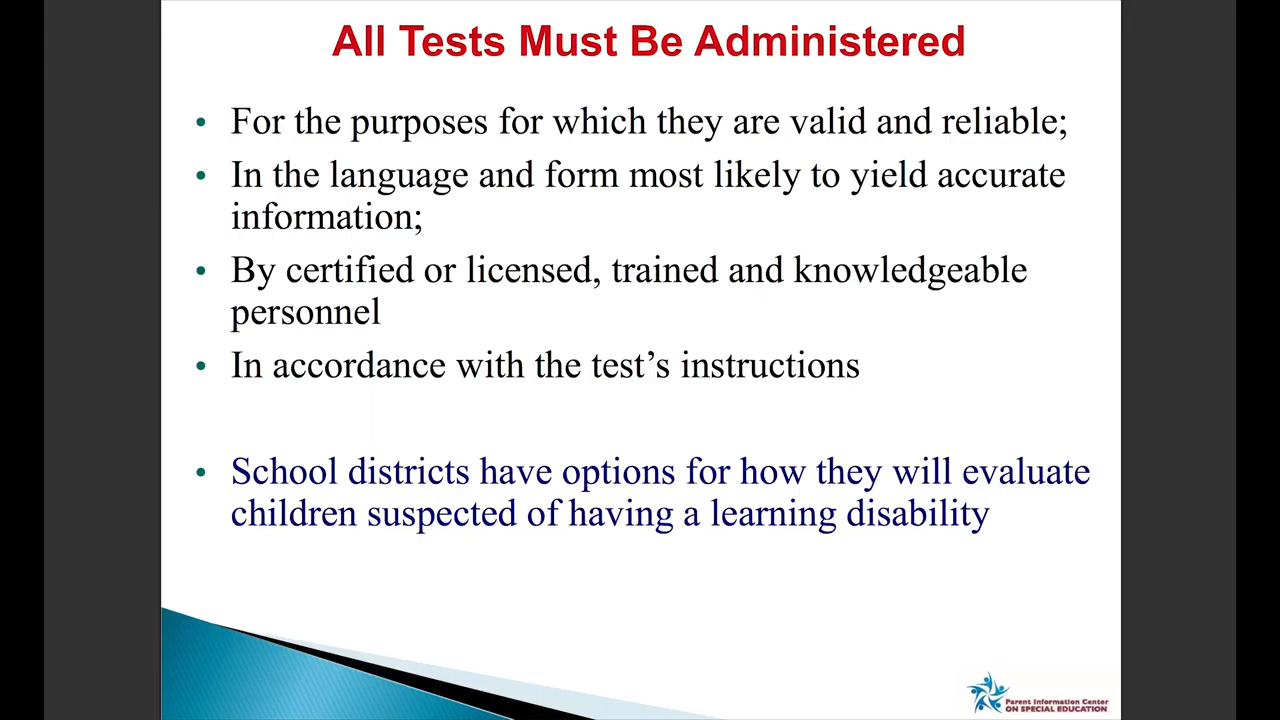 All Tests Must Be Administered
• For the purposes for which they are valid and reliable;
• In the language and form most likely to yield accurate
information;
• By certified or licensed, trained and knowledgeable
personnel
• In accordance with the test’s instructions
• School districts have options for how they will evaluate
children suspected of having a learning disability
Parent Information Center
ON SPECIAL EDUCATION